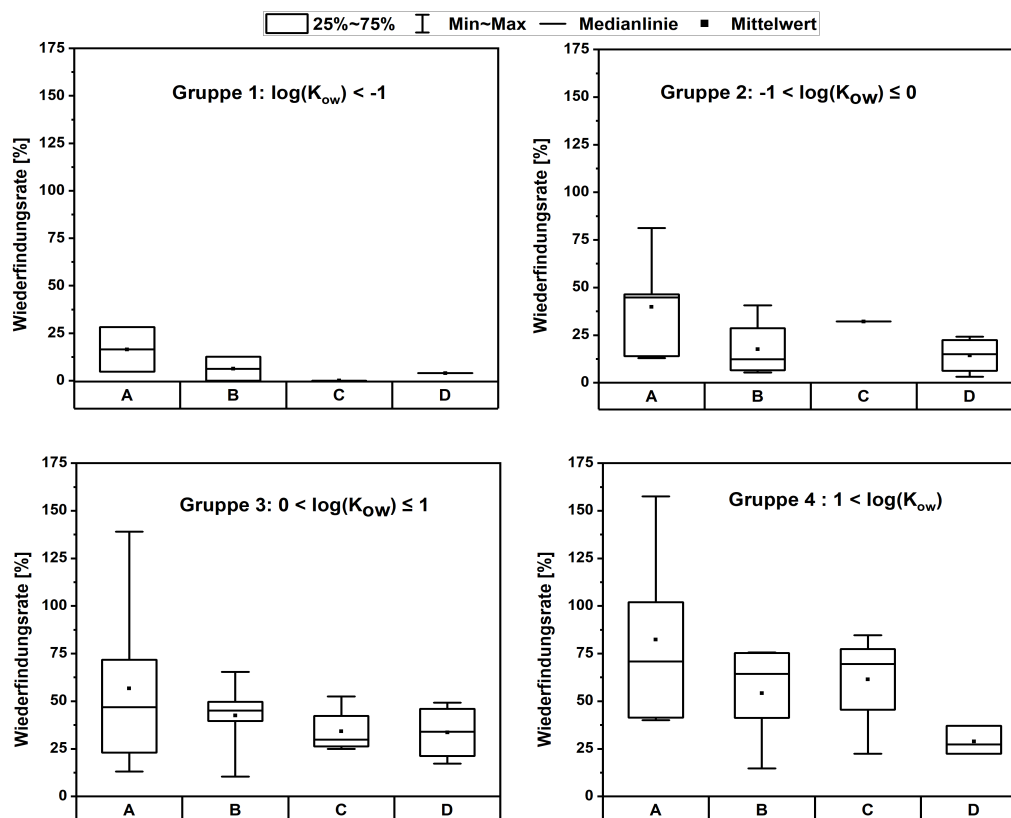 25%~75% Min~Max Medianlinie Mittelwert
Gruppe 1: log(Kow) < -1
Wiederfindungsrate [%]
175
150
125
100
75
50
25
0
A B C D
Gruppe 2: -1 < log(KOW) ≤ 0
Wiederfindungsrate [%]
175
150
125
100
75
50
25
0
A B C D
Gruppe 3: 0 < log(KOW) ≤ 1
Wiederfindungsrate [%]
175
150
125
100
75
50
25
0
A B C D
Gruppe 4 : 1 < log(Kow)
Wiederfindungsrate [%]
175
150
125
100
75
50
25
0
A B C D